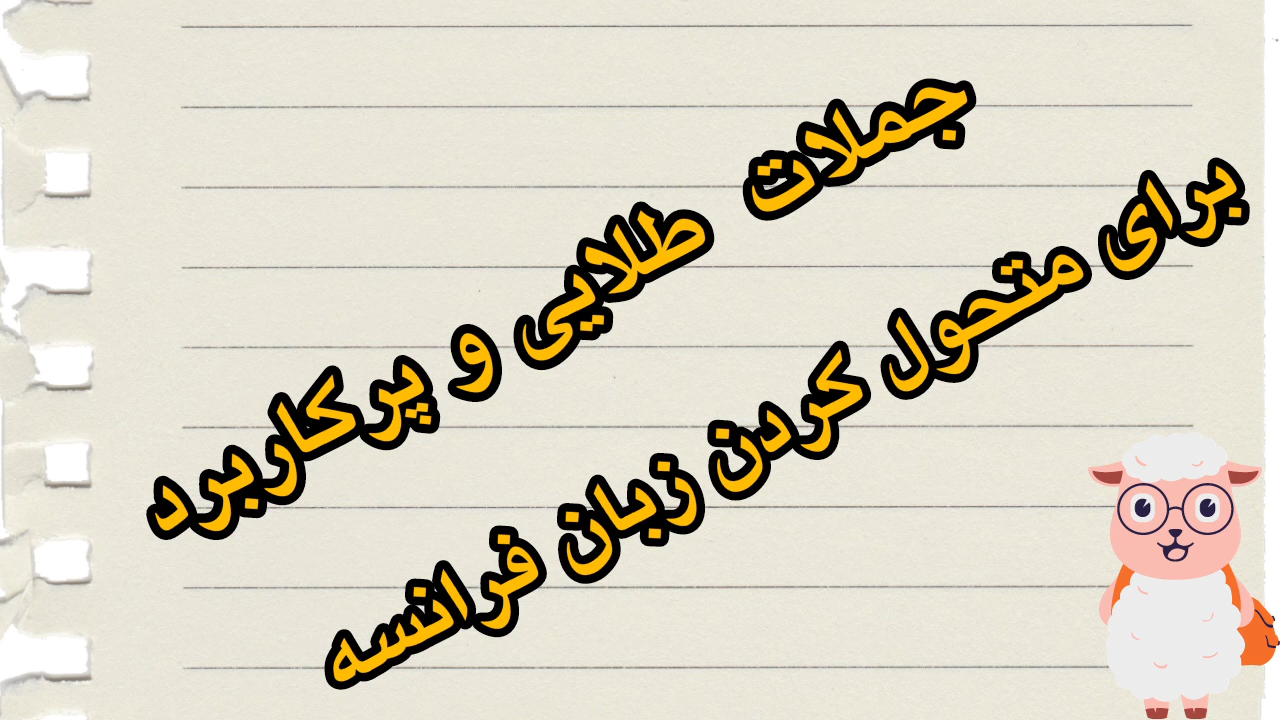 جملات طلایی و پرکاربرد
برای متحول کردن زبان فرانسه